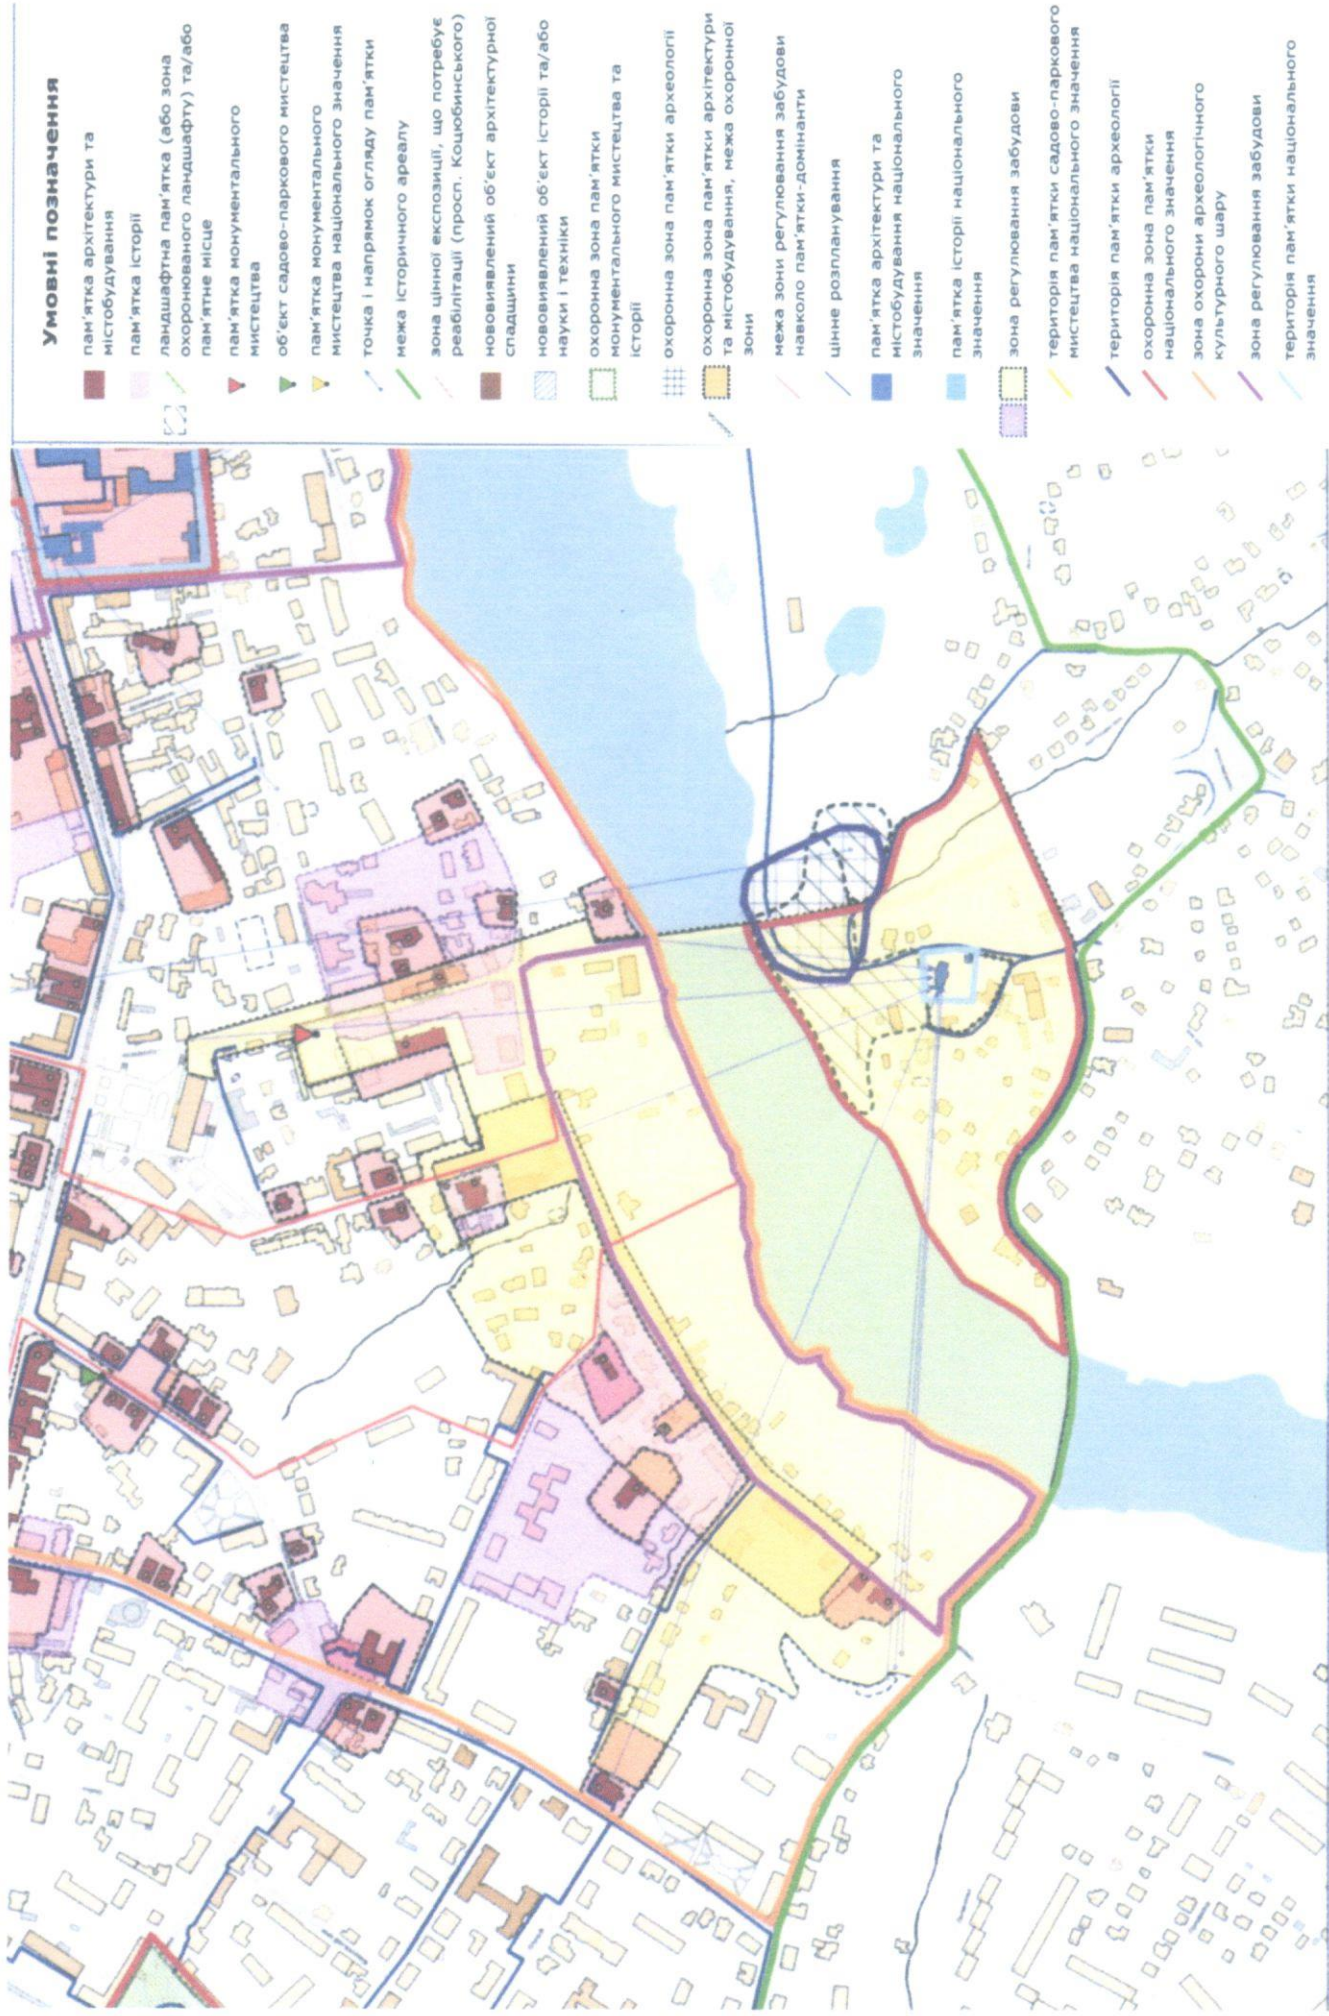 Умовні позначення
пам'ятка архітектури та
містобудування
пам'ятка історії
ландшафтна пам'ятка (або зона
охоронюваного ландшафту) та/або
пам'ятне місце
пам'ятка монументального
мистецтва
об'єкт садово-паркового мистецтва
пам'ятка монументального
мистецтва національного значення
точка і напрямок огляду пам'ятки
межа історичного ареалу
зона цінної експозиції, що потребує
реабілітації (просп. Коцюбинського)
нововиявлений об'єкт архітектурної
спадщини
нововиявлений об'єкт історії та/або
науки і техніки
охоронна зона пам'ятки
монументального мистецтва та
історії
охоронна зона пам'ятки археології
охоронна зона пам'ятки архітектури
та містобудування, межа охоронної
зони
межа зони регулювання забудови
навколо пам'ятки-домінанти
цінне розпланування
пам'ятка архітектури та
містобудування національного
значення
пам'ятка історії національного
значення
зона регулювання забудови
територія пам'ятки садово-паркового
мистецтва національного значення
територія пам'ятки археології
охоронна зона пам'ятки
національного значення
зона охорони археологічного
культурного шару
зона регулювання забудови
територія пам'ятки національного
значення